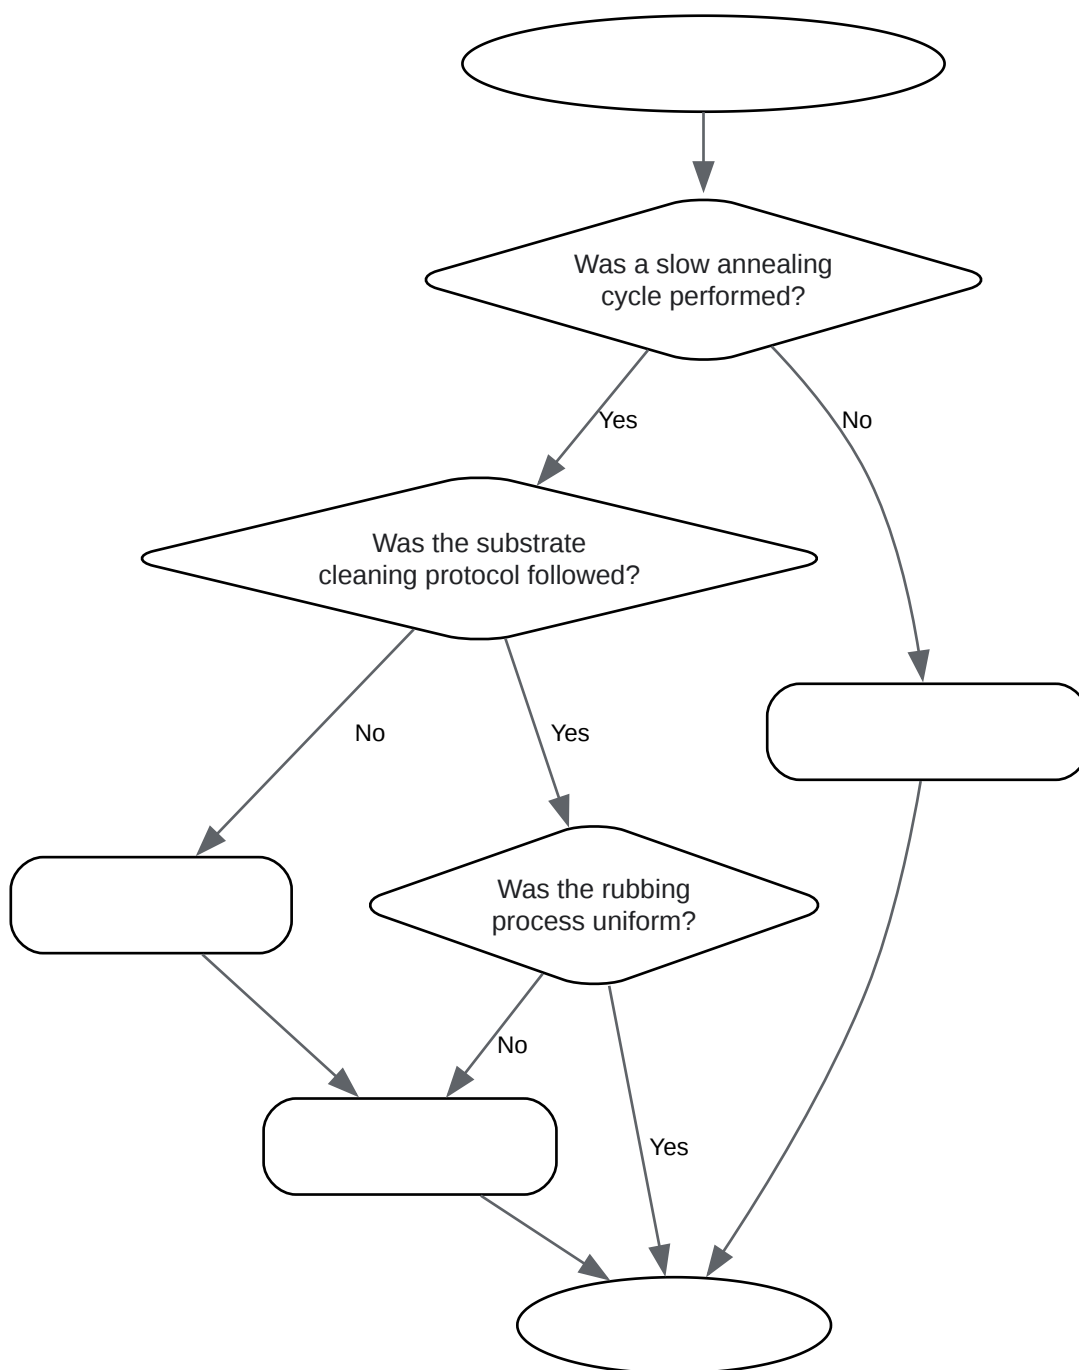 Was a slow annealing
cycle performed?
Yes
No
Was the substrate
cleaning protocol followed?
No
Yes
Was the rubbing
process uniform?
No
Yes